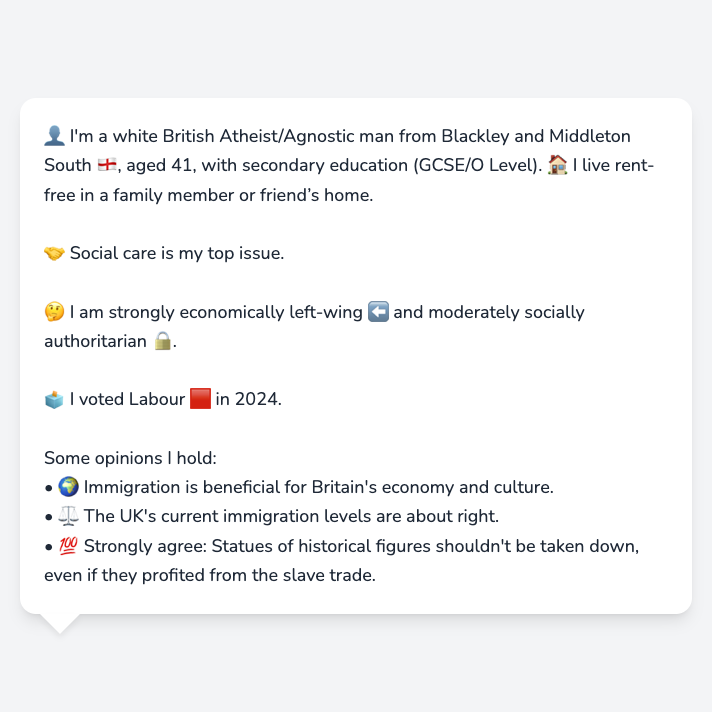 👤 I'm a white British Atheist/Agnostic man from Blackley and Middleton
South 🏴󠁧󠁢󠁥󠁮󠁧󠁿, aged 41, with secondary education (GCSE/O Level). 🏠 I live rent-
free in a family member or friend’s home.
🤝 Social care is my top issue.
🤔 I am strongly economically left-wing ⬅️ and moderately socially
authoritarian 🔒.
🗳️ I voted Labour 🟥 in 2024.
Some opinions I hold:
• 🌍 Immigration is beneficial for Britain's economy and culture.
• ⚖️ The UK's current immigration levels are about right.
• 💯 Strongly agree: Statues of historical figures shouldn't be taken down,
even if they profited from the slave trade.